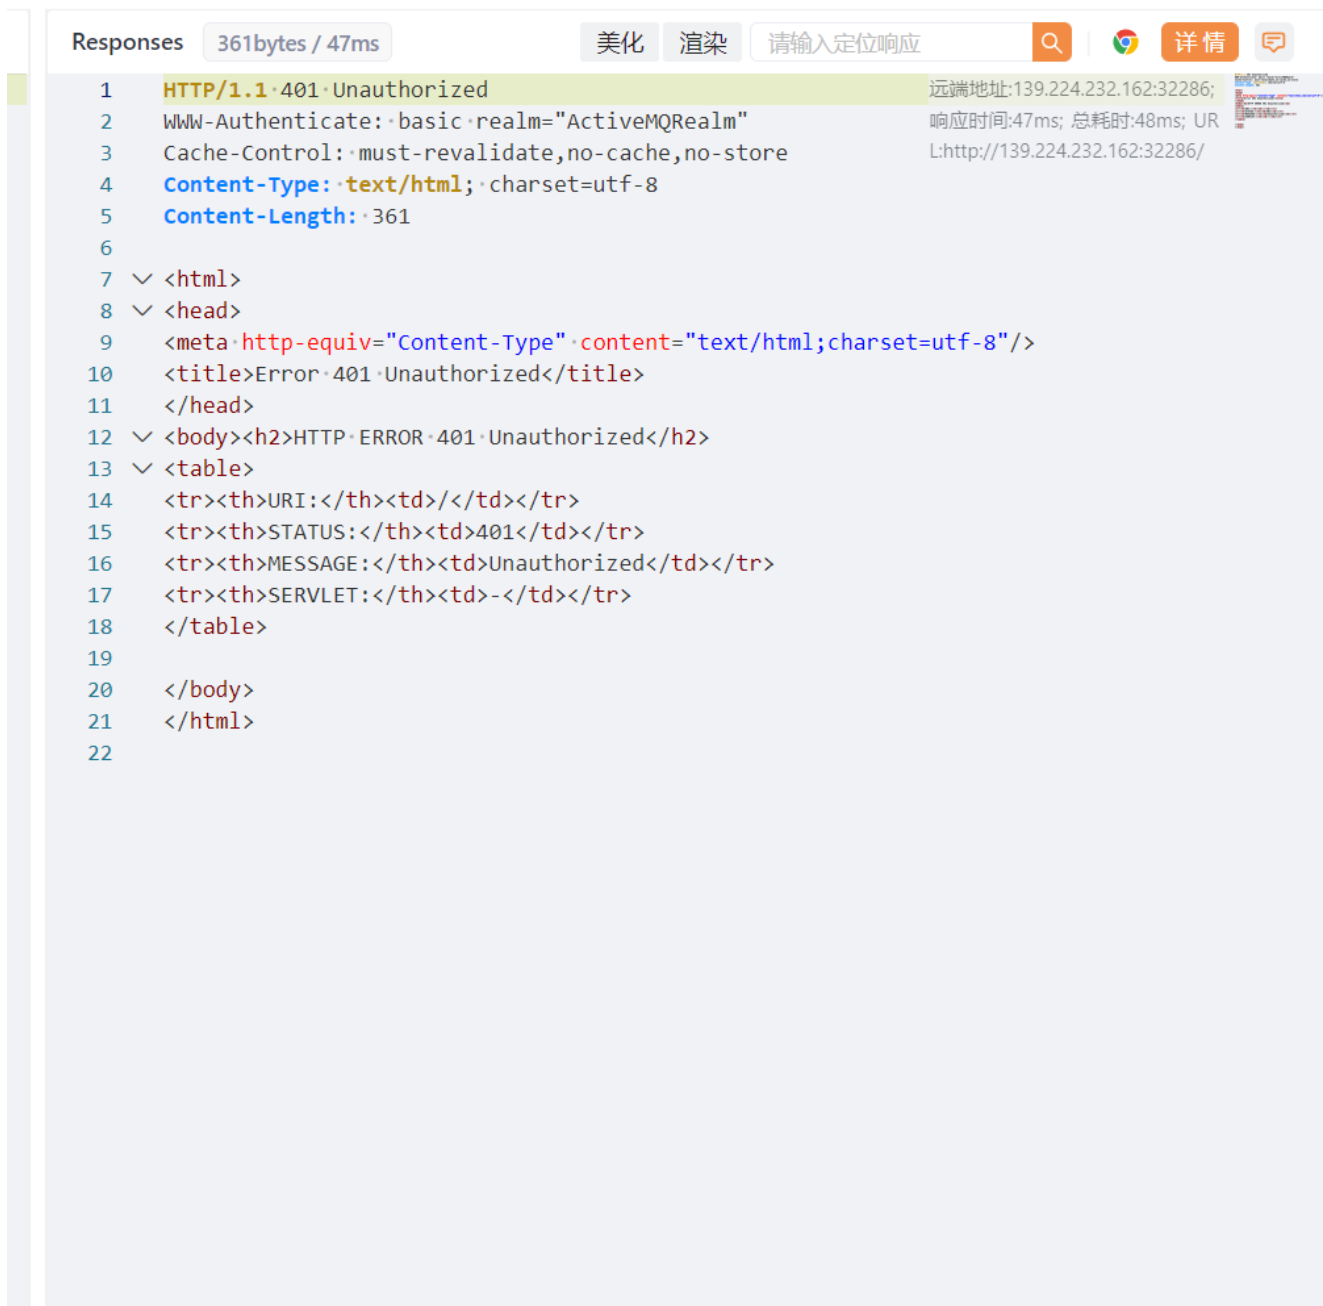 Responses 361bytes / 47ms 美化 渲染 请输入定位响应 详情
1 HTTP/1.1 401 Unauthorized 远端地址:139.224.232.162:32286;
2 WWW-Authenticate: basic realm="ActiveMQRealm" 响应时间:47ms; 总耗时:48ms; UR
3 Cache-Control: must-revalidate,no-cache,no-store L:http://139.224.232.162:32286/
4 Content-Type: text/html; charset=utf-8
5 Content-Length: 361
6
7 <html>
8 <head>
9 <meta http-equiv="Content-Type" content="text/html;charset=utf-8"/>
10 <title>Error 401 Unauthorized</title>
11 </head>
12 <body><h2>HTTP ERROR 401 Unauthorized</h2>
13 <table>
14 <tr><th>URI:</th><td>/</td></tr>
15 <tr><th>STATUS:</th><td>401</td></tr>
16 <tr><th>MESSAGE:</th><td>Unauthorized</td></tr>
17 <tr><th>SERVLET:</th><td>-</td></tr>
18 </table>
19
20 </body>
21 </html>
22